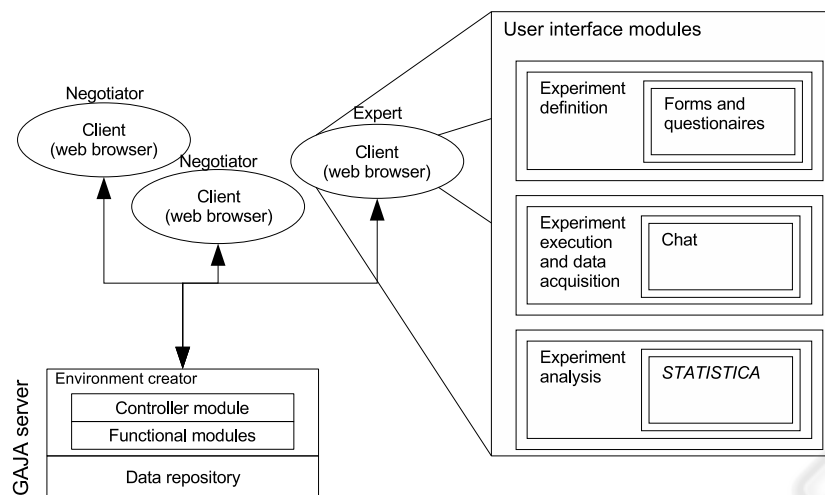 User interface modules
Negotiator
Client
(web browser)
Negotiator
Client
(web browser)
Expert
Client
(web browser)
Experiment
definition
Forms and
questionaires
Experiment
execution
and data
acquisition
Chat
Experiment
analysis
STATISTICA
GAJA server
Environment creator
Controller module
Functional modules
Data repository